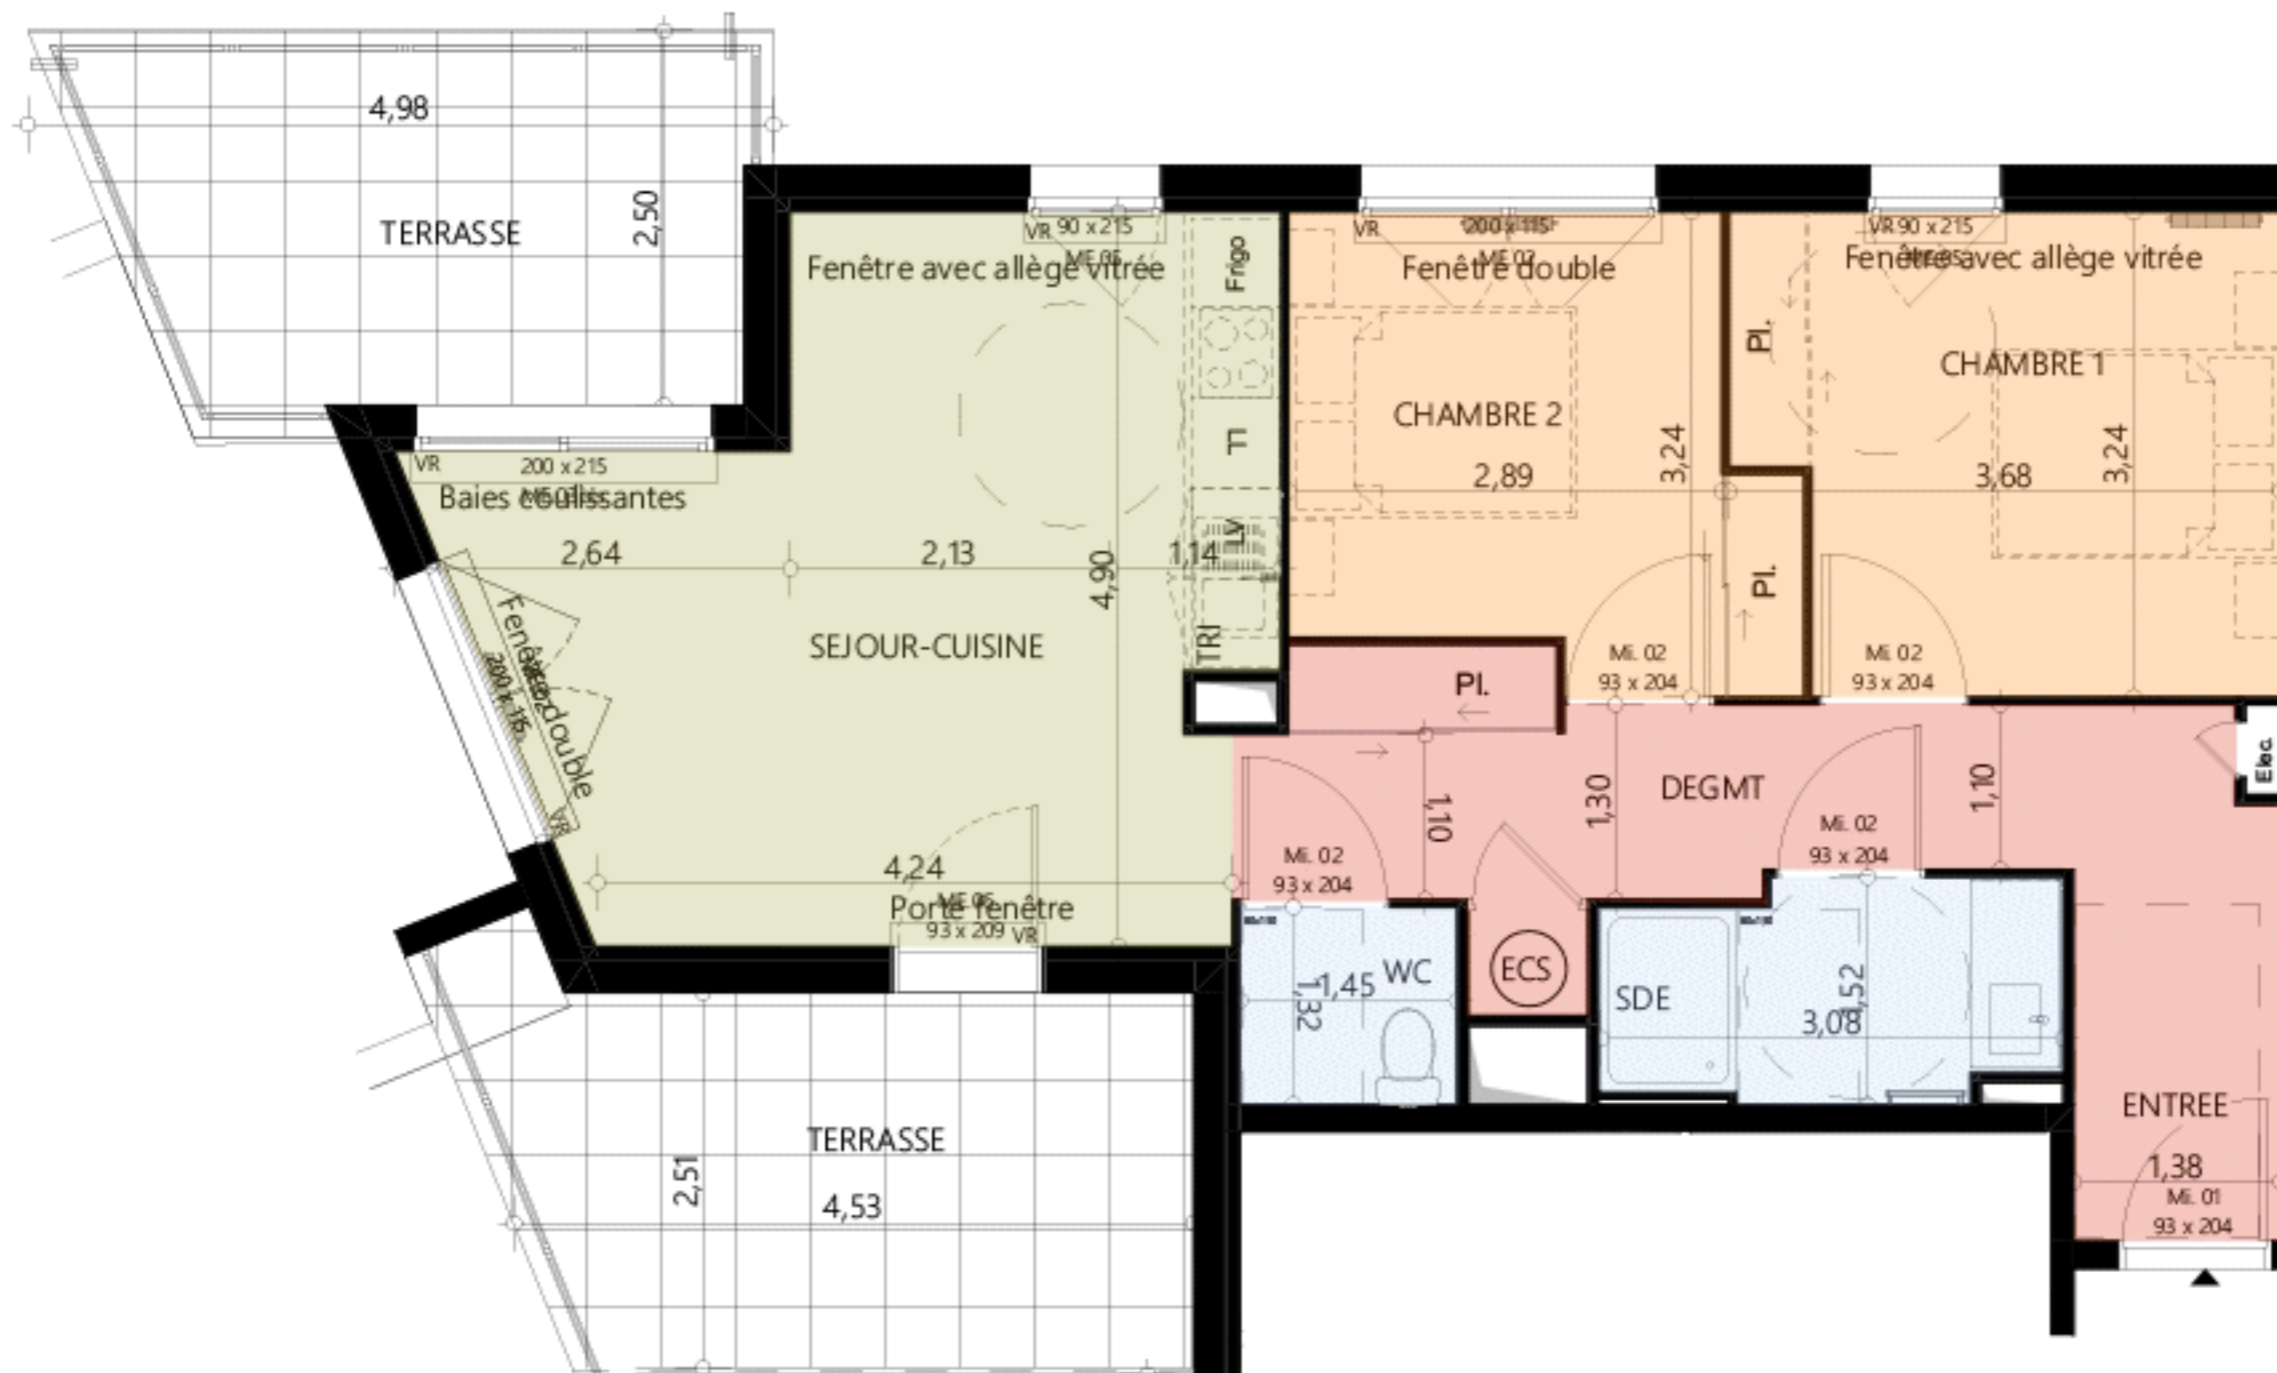 4,98
TERRASSE
2,50
VR
200 x 215
Baies coulissantes
2,64
VR 90 x 215
Fenêtre avec allège vitrée
Frigo
LL
LV
TRI
2,13
1,14
4,90
SEJOUR-CUISINE
Fenêtre double
VR
4,24
Porte fenêtre
93 x 209 VR
VR
200 x 115
Fenêtre double
CHAMBRE 2
2,89
3,24
Pl.
VR 90 x 215
Fenêtre avec allège vitrée
CHAMBRE 1
3,68
3,24
Pl.
Mi. 02
93 x 204
Mi. 02
93 x 204
Pl.
1,10
1,30
DEGMT
1,10
Elec.
Mi. 02
93 x 204
Mi. 02
93 x 204
WC
1,45
1,32
ECS
SDE
3,08
ENTREE
1,38
Mi. 01
93 x 204
TERRASSE
2,51
4,53